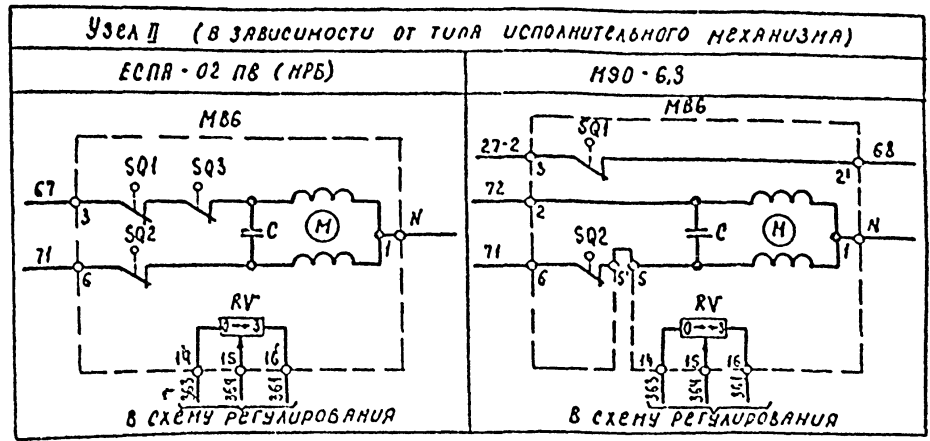 Узел II (в зависимости от типа исполнительного механизма)
ЕСПА-02 ПВ (НРБ)
МВ6
67
3
SQ1
SQ3
SQ2
71
6
C
M
1
N
RV
З→З
14
15
16
363
364
361
В схему регулирования
МЭО-6,3
МВ6
27-2
3
SQ1
2'
68
72
2
71
6
SQ2
5'
5
C
M
1
N
RV
О→З
14
15
16
363
364
361
В схему регулирования